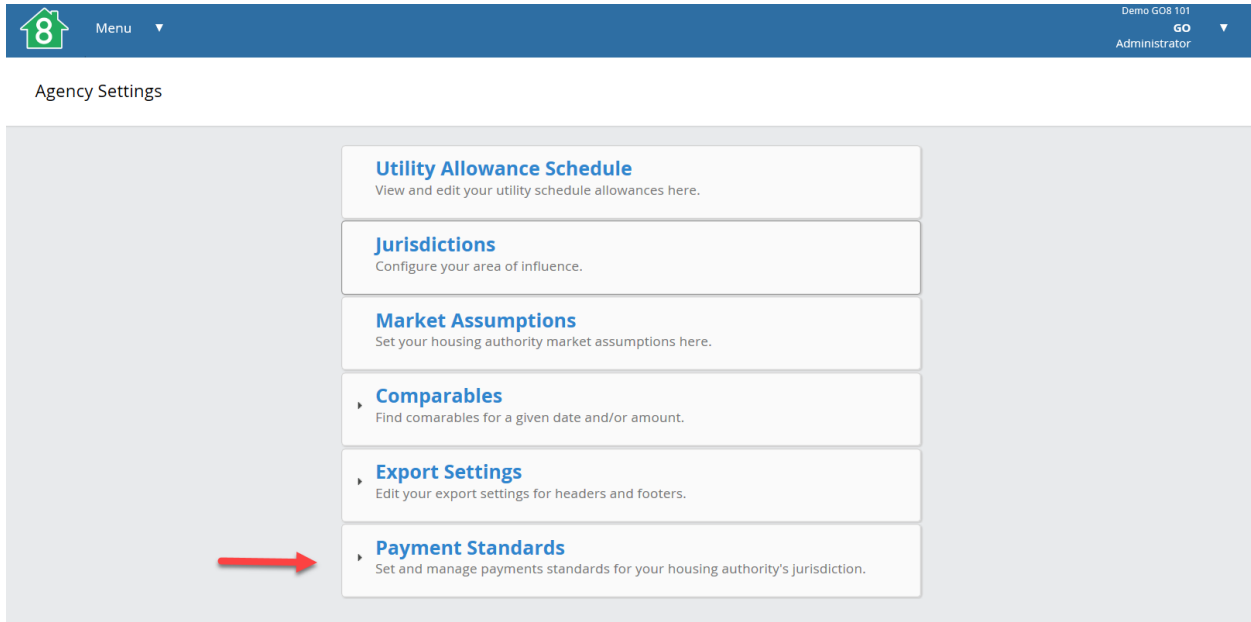 8
Menu ▼
Demo GO8 101
GO ▼
Administrator
Agency Settings
Utility Allowance Schedule
View and edit your utility schedule allowances here.
Jurisdictions
Configure your area of influence.
Market Assumptions
Set your housing authority market assumptions here.
Comparables
Find comarables for a given date and/or amount.
Export Settings
Edit your export settings for headers and footers.
Payment Standards
Set and manage payments standards for your housing authority's jurisdiction.